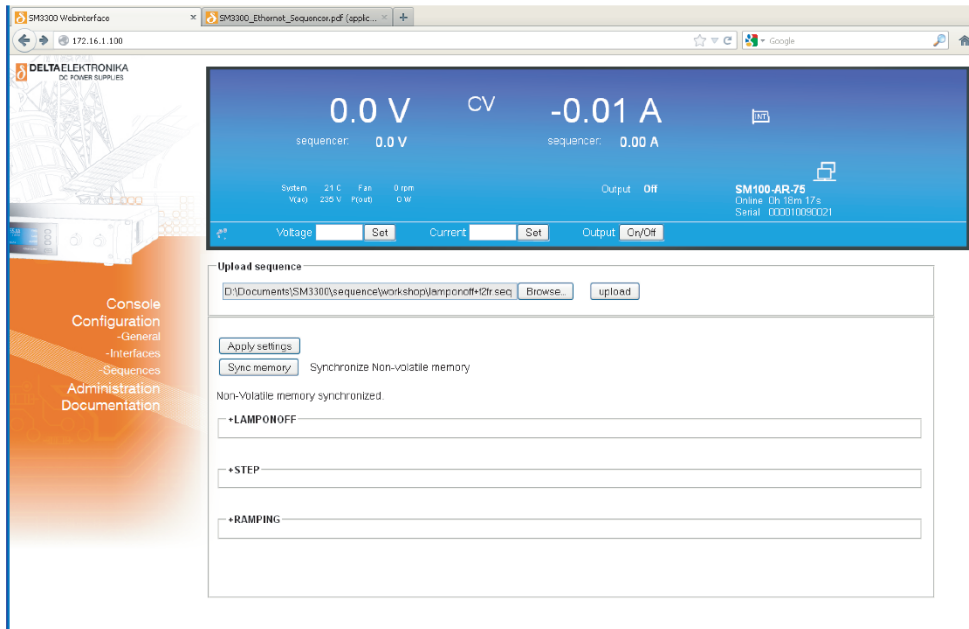 SM3300 Webinterface
SM3300_Ethernet_Sequencer.pdf (applic...
172.16.1.100
Google
DELTAELEKTRONIKA
DC POWER SUPPLIES
0.0 V CV -0.01 A
INT
sequencer: 0.0 V sequencer: 0.00 A
System 21 C Fan 0 rpm
V(ac) 235 V P(out) 0 W
Output Off
SM100-AR-75
Online 0h 18m 17s
Serial 000010090021
Voltage Set Current Set Output On/Off
Upload sequence
D:\Documents\SM3300\sequence\workshop\lamponoff+f2fr.seq Browse... upload
Console
Configuration
-General
-Interfaces
-Sequences
Administration
Documentation
Apply settings
Sync memory Synchronize Non-volatile memory
Non-Volatile memory synchronized.
+LAMPONOFF
+STEP
+RAMPING